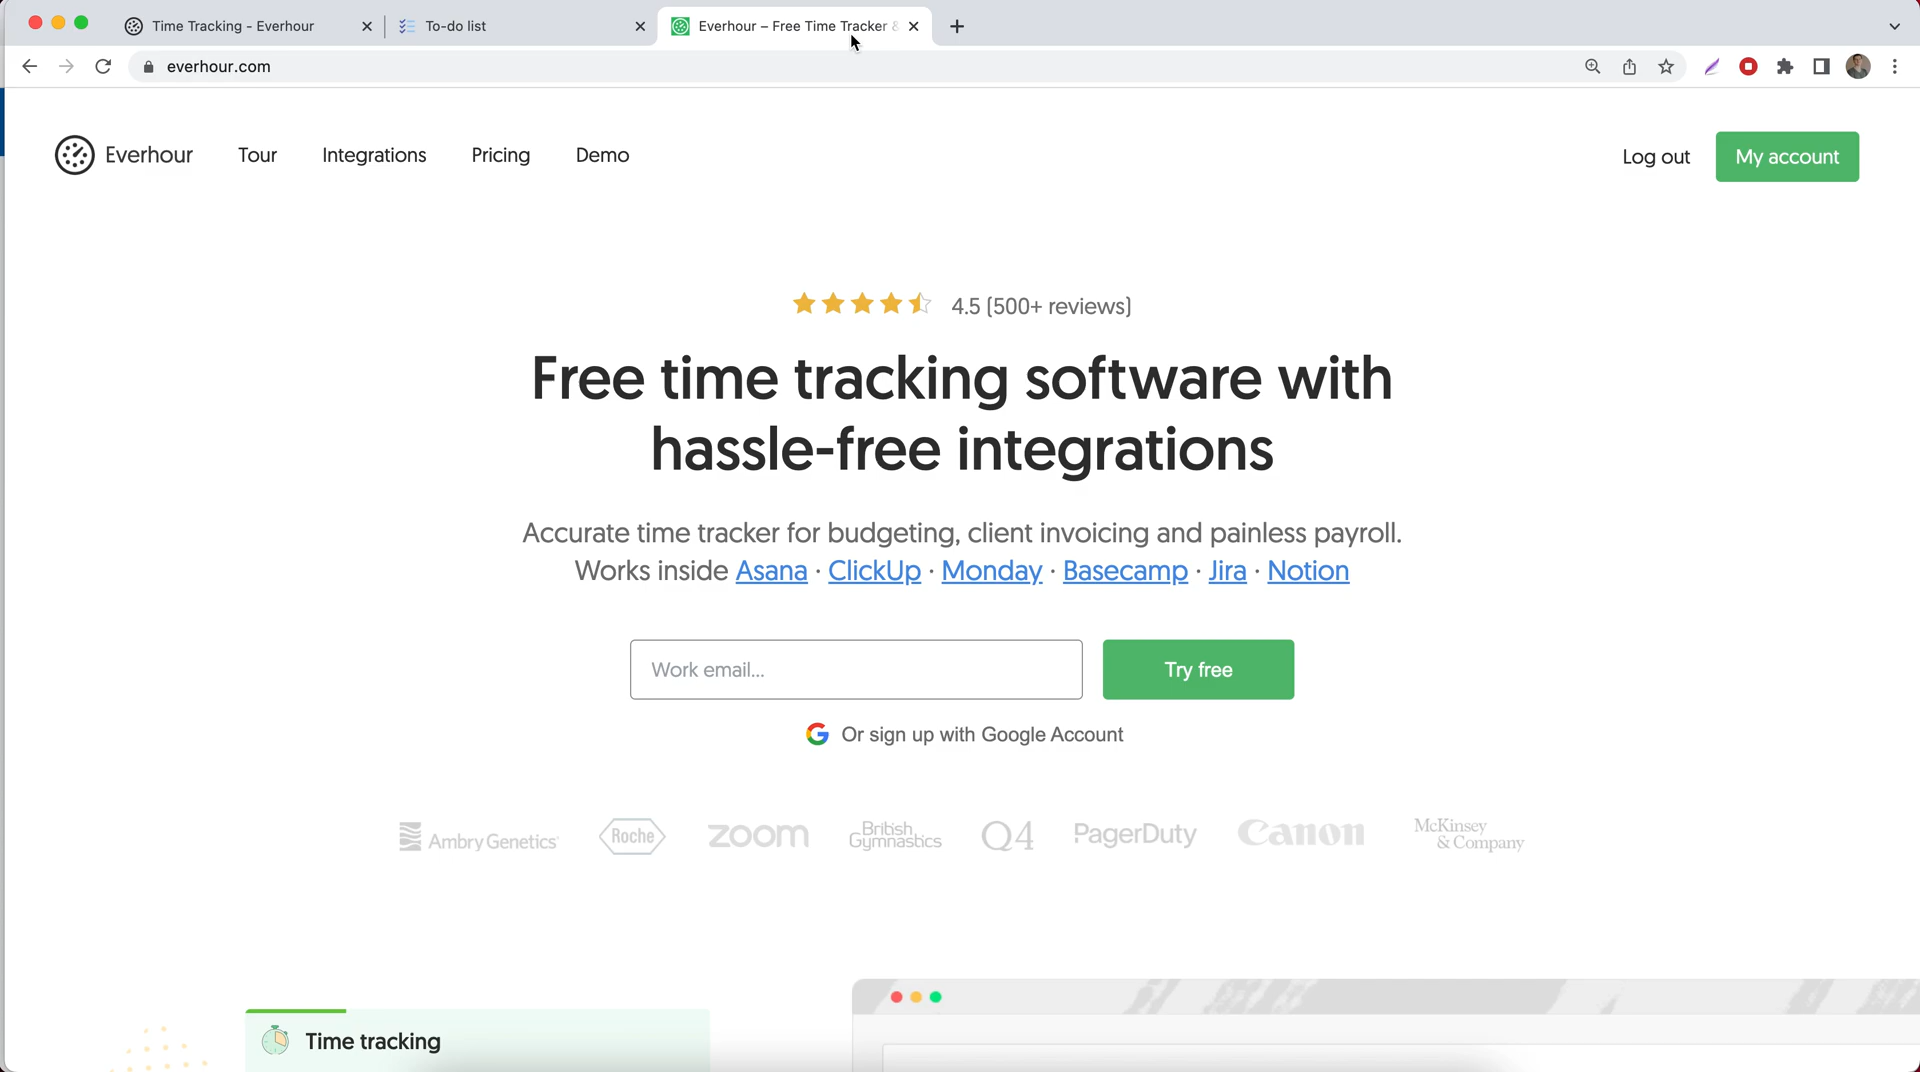 Time Tracking - Everhour
To-do list
Everhour – Free Time Tracker &
everhour.com
Everhour
Tour
Integrations
Pricing
Demo
Log out
My account
4.5 (500+ reviews)
Free time tracking software with
hassle-free integrations
Accurate time tracker for budgeting, client invoicing and painless payroll.
Works inside Asana · ClickUp · Monday · Basecamp · Jira · Notion
Work email...
Try free
Or sign up with Google Account
Ambry Genetics
Roche
zoom
British
Gymnastics
Q4
PagerDuty
Canon
McKinsey
& Company
Time tracking